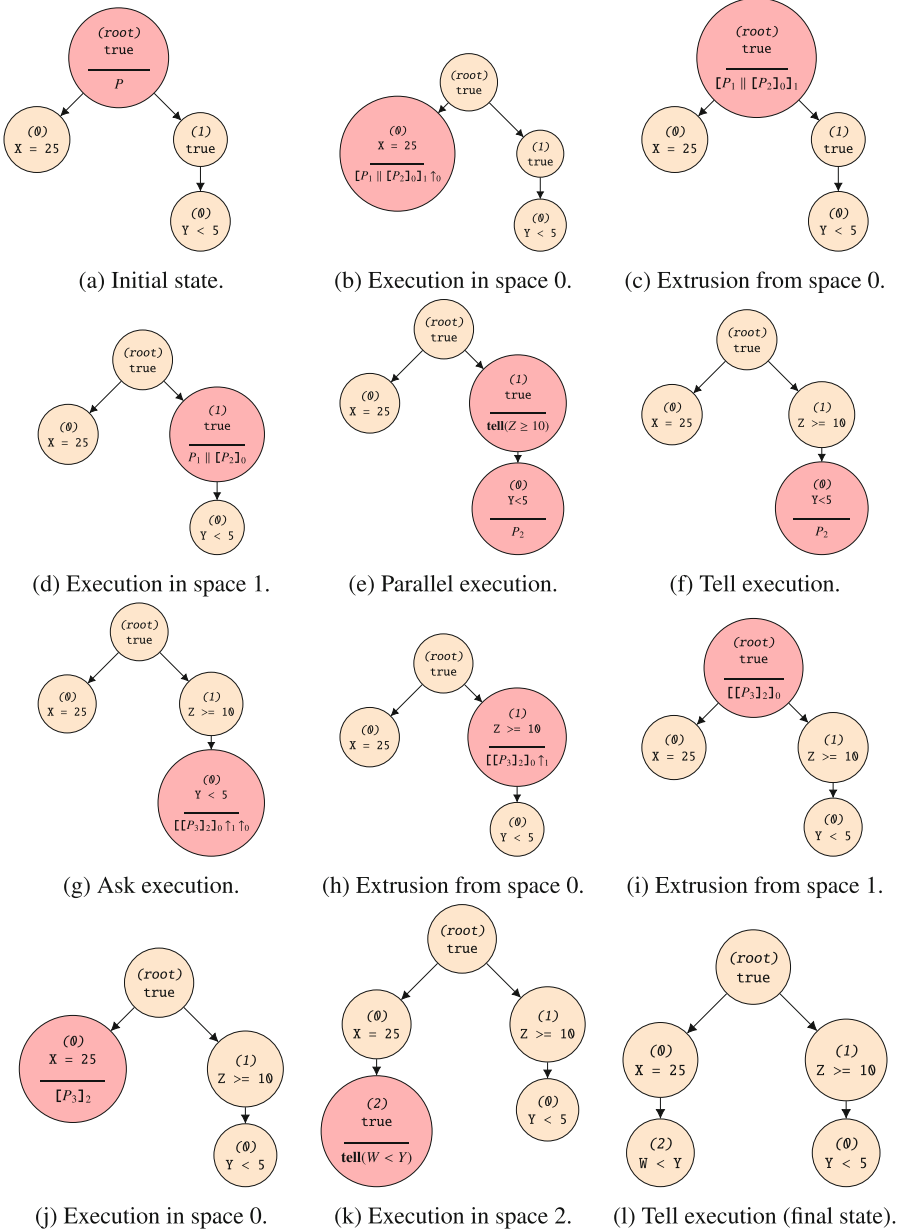 (root)
true
P
(0)
X = 25
(1)
true
(0)
Y < 5
(a) Initial state.
(root)
true
(0)
X = 25
[P₁ ∥ [P₂]₀]₁ ↑₀
(1)
true
(0)
Y < 5
(b) Execution in space 0.
(root)
true
[P₁ ∥ [P₂]₀]₁
(0)
X = 25
(1)
true
(0)
Y < 5
(c) Extrusion from space 0.
(root)
true
(0)
X = 25
(1)
true
P₁ ∥ [P₂]₀
(0)
Y < 5
(d) Execution in space 1.
(root)
true
(0)
X = 25
(1)
true
tell(Z ≥ 10)
(0)
Y<5
P₂
(e) Parallel execution.
(root)
true
(0)
X = 25
(1)
Z >= 10
(0)
Y<5
P₂
(f) Tell execution.
(root)
true
(0)
X = 25
(1)
Z >= 10
(0)
Y < 5
[[P₃]₂]₀ ↑₁ ↑₀
(g) Ask execution.
(root)
true
(0)
X = 25
(1)
Z >= 10
[[P₃]₂]₀ ↑₁
(0)
Y < 5
(h) Extrusion from space 0.
(root)
true
[[P₃]₂]₀
(0)
X = 25
(1)
Z >= 10
(0)
Y < 5
(i) Extrusion from space 1.
(root)
true
(0)
X = 25
[P₃]₂
(1)
Z >= 10
(0)
Y < 5
(j) Execution in space 0.
(root)
true
(0)
X = 25
(1)
Z >= 10
(2)
true
tell(W < Y)
(0)
Y < 5
(k) Execution in space 2.
(root)
true
(0)
X = 25
(1)
Z >= 10
(2)
W < Y
(0)
Y < 5
(l) Tell execution (final state).